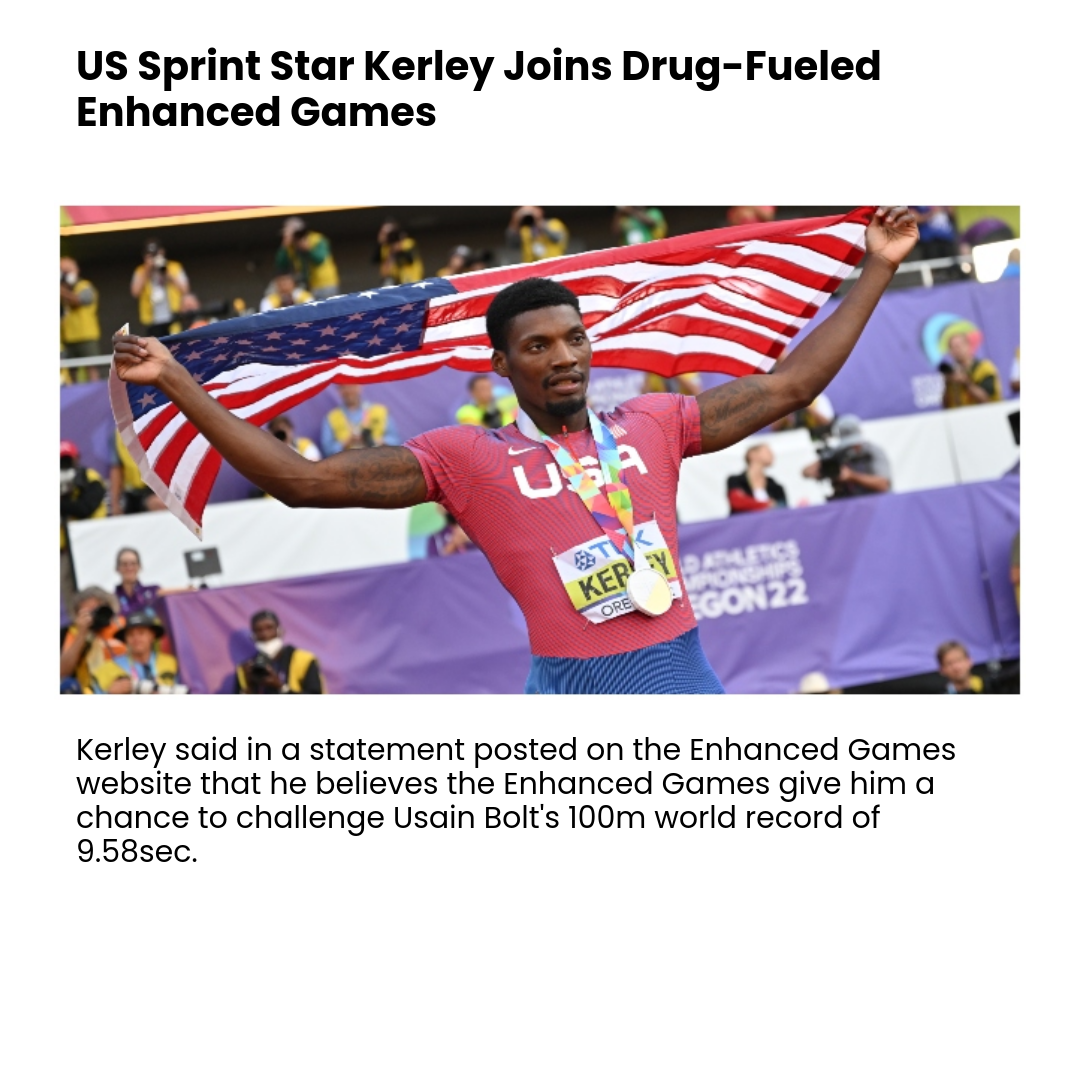 US Sprint Star Kerley Joins Drug-Fueled
Enhanced Games
USA
TDK
KERLEY
ORE
D ATHLETICS
MPIONSHIPS
EGON22
Kerley said in a statement posted on the Enhanced Games
website that he believes the Enhanced Games give him a
chance to challenge Usain Bolt's 100m world record of
9.58sec.